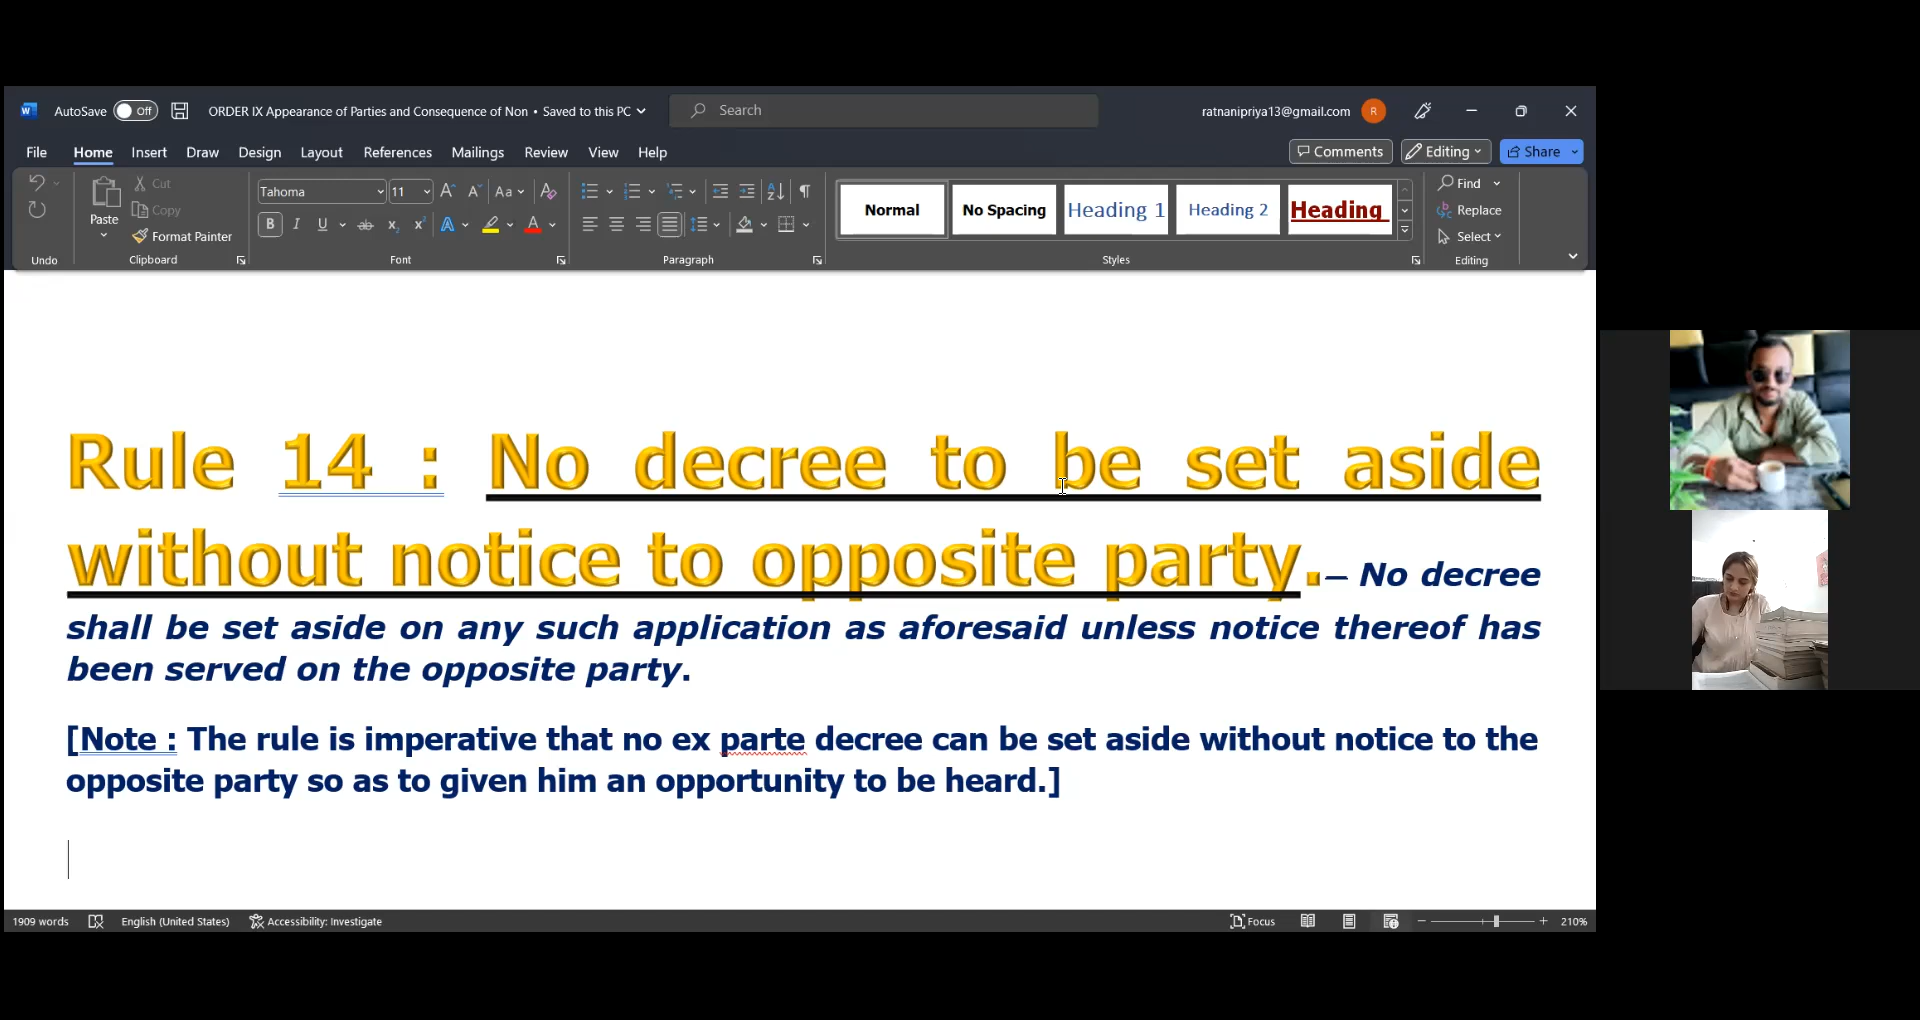 AutoSave Off ORDER IX Appearance of Parties and Consequence of Non • Saved to this PC Search ratnanipriya13@gmail.com R
File Home Insert Draw Design Layout References Mailings Review View Help Comments Editing Share
Cut Tahoma 11 Aa Find
Paste Copy Normal No Spacing Heading 1 Heading 2 Heading Replace
Format Painter B I U ab x₂ x² A A Select
Undo Clipboard Font Paragraph Styles Editing
Rule 14 : No decree to be set aside
without notice to opposite party.— No decree
shall be set aside on any such application as aforesaid unless notice thereof has
been served on the opposite party.
[Note : The rule is imperative that no ex parte decree can be set aside without notice to the
opposite party so as to given him an opportunity to be heard.]
1909 words English (United States) Accessibility: Investigate Focus 210%